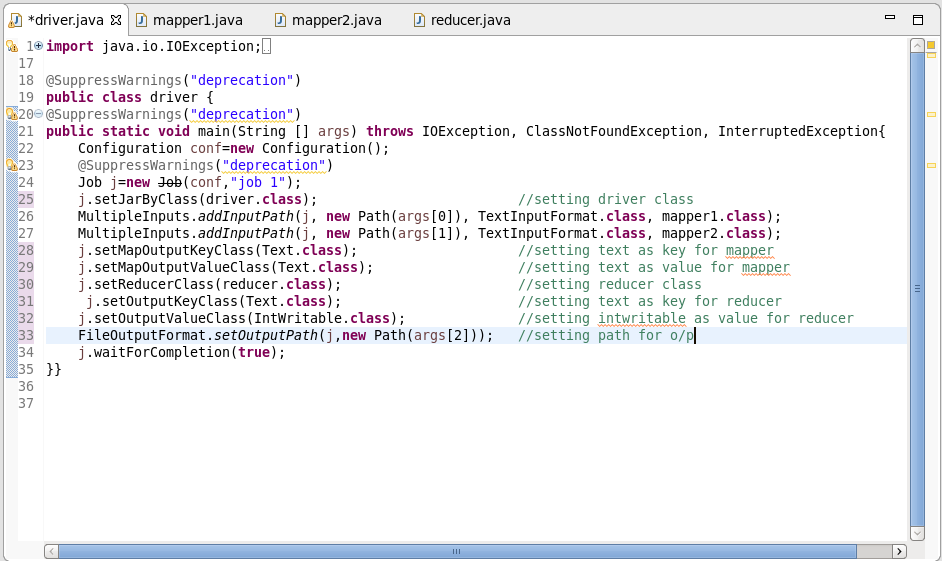 *driver.java mapper1.java mapper2.java reducer.java
1 import java.io.IOException;
17
18 @SuppressWarnings("deprecation")
19 public class driver {
20 @SuppressWarnings("deprecation")
21 public static void main(String [] args) throws IOException, ClassNotFoundException, InterruptedException{
22 Configuration conf=new Configuration();
23 @SuppressWarnings("deprecation")
24 Job j=new Job(conf,"job 1");
25 j.setJarByClass(driver.class); //setting driver class
26 MultipleInputs.addInputPath(j, new Path(args[0]), TextInputFormat.class, mapper1.class);
27 MultipleInputs.addInputPath(j, new Path(args[1]), TextInputFormat.class, mapper2.class);
28 j.setMapOutputKeyClass(Text.class); //setting text as key for mapper
29 j.setMapOutputValueClass(Text.class); //setting text as value for mapper
30 j.setReducerClass(reducer.class); //setting reducer class
31 j.setOutputKeyClass(Text.class); //setting text as key for reducer
32 j.setOutputValueClass(IntWritable.class); //setting intwritable as value for reducer
33 FileOutputFormat.setOutputPath(j,new Path(args[2])); //setting path for o/p
34 j.waitForCompletion(true);
35 }}
36
37